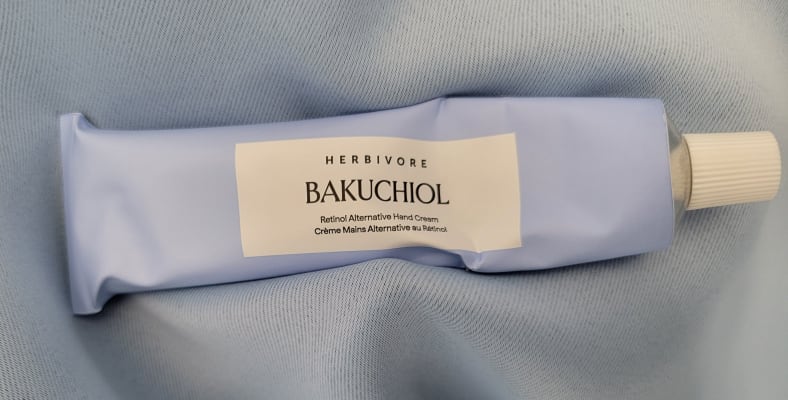 HERBIVORE
BAKUCHIOL
Retinol Alternative Hand Cream
Crème Mains Alternative au Rétinol